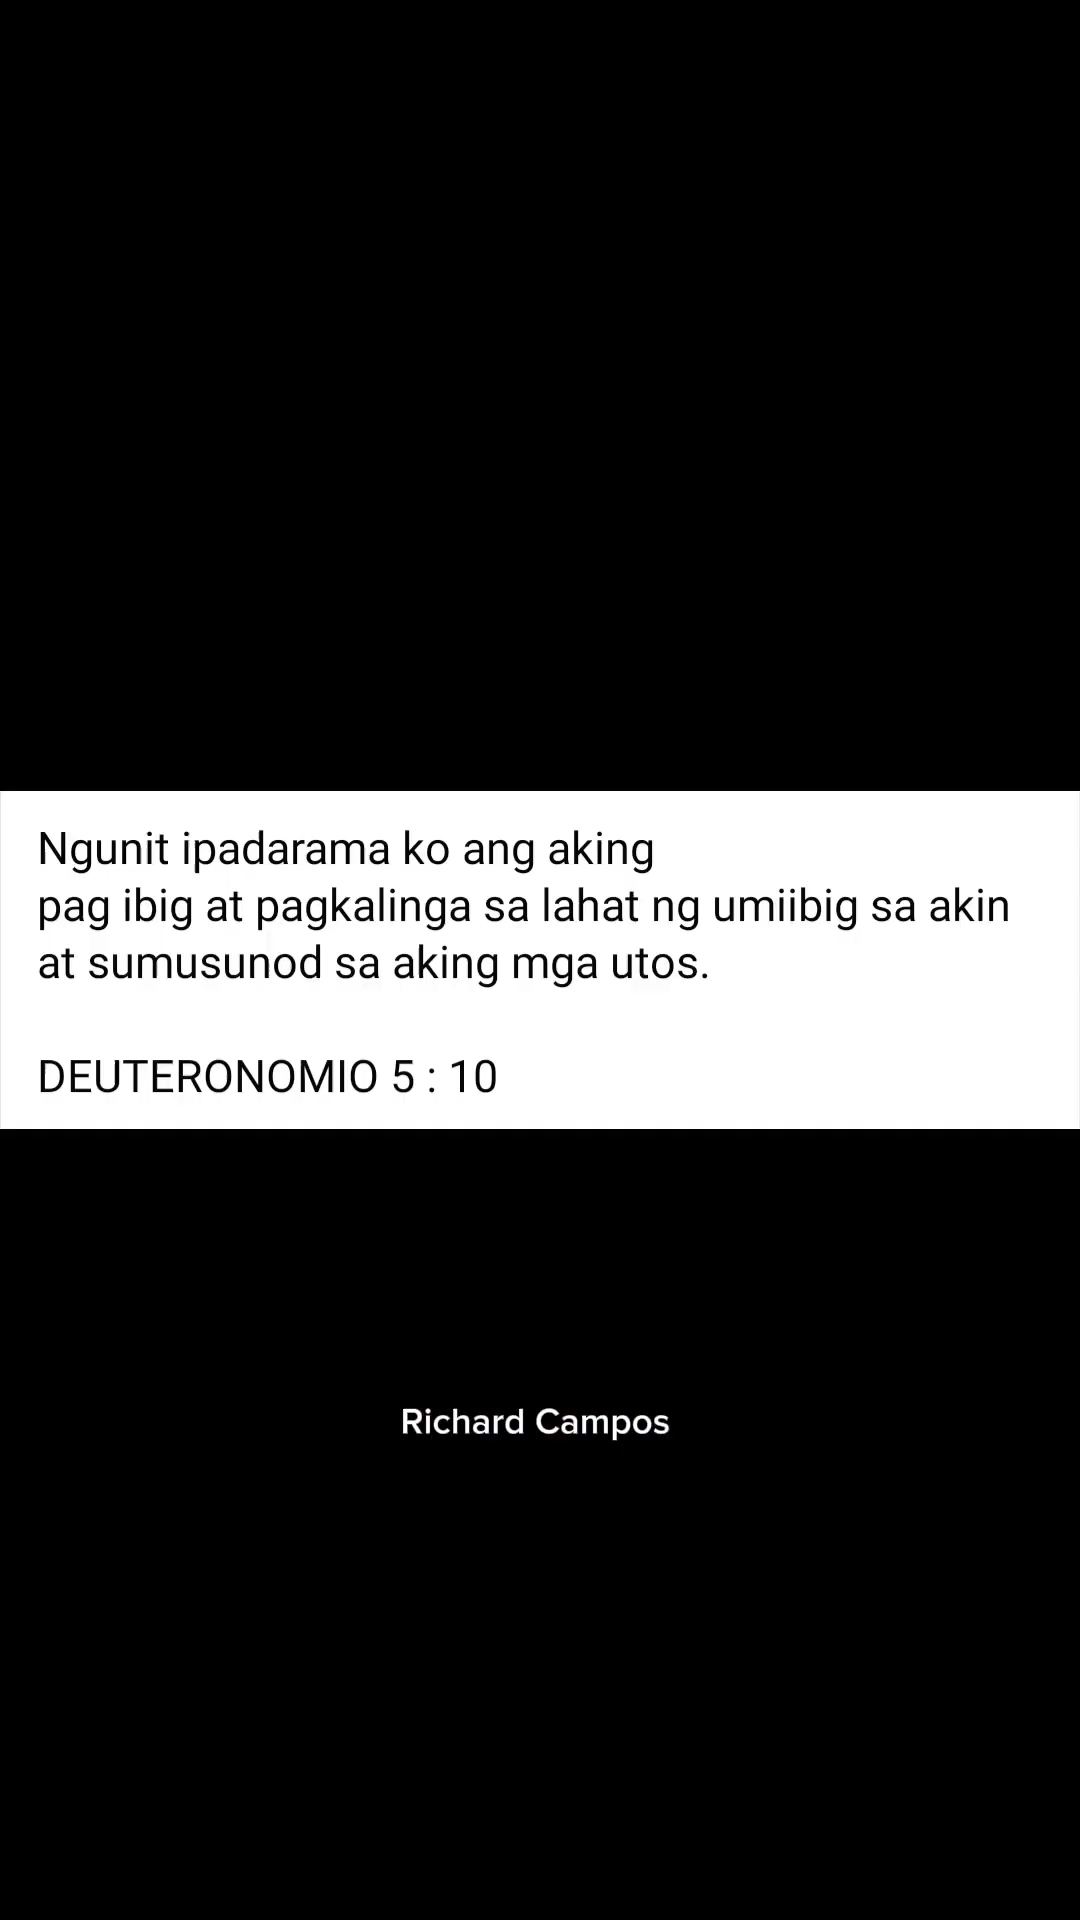 Ngunit ipadarama ko ang aking
pag ibig at pagkalinga sa lahat ng umiibig sa akin
at sumusunod sa aking mga utos.
DEUTERONOMIO 5 : 10
Richard Campos